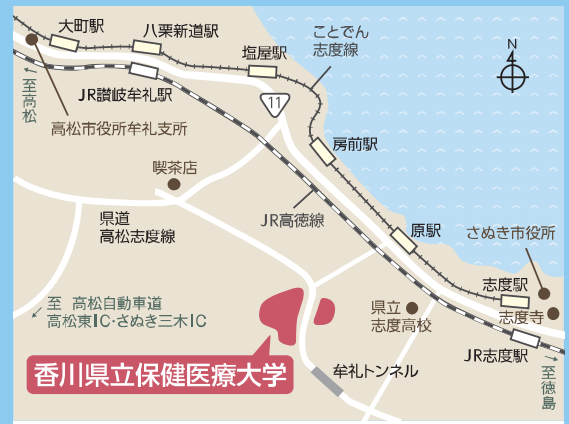 大町駅
八栗新道駅
塩屋駅
ことでん
志度線
N
至高松
JR讃岐牟礼駅
高松市役所牟礼支所
11
房前駅
喫茶店
県道
高松志度線
JR高徳線
原駅
さぬき市役所
志度駅
志度寺
至 高松自動車道
高松東IC・さぬき三木IC
県立
志度高校
JR志度駅
至徳島
香川県立保健医療大学
牟礼トンネル